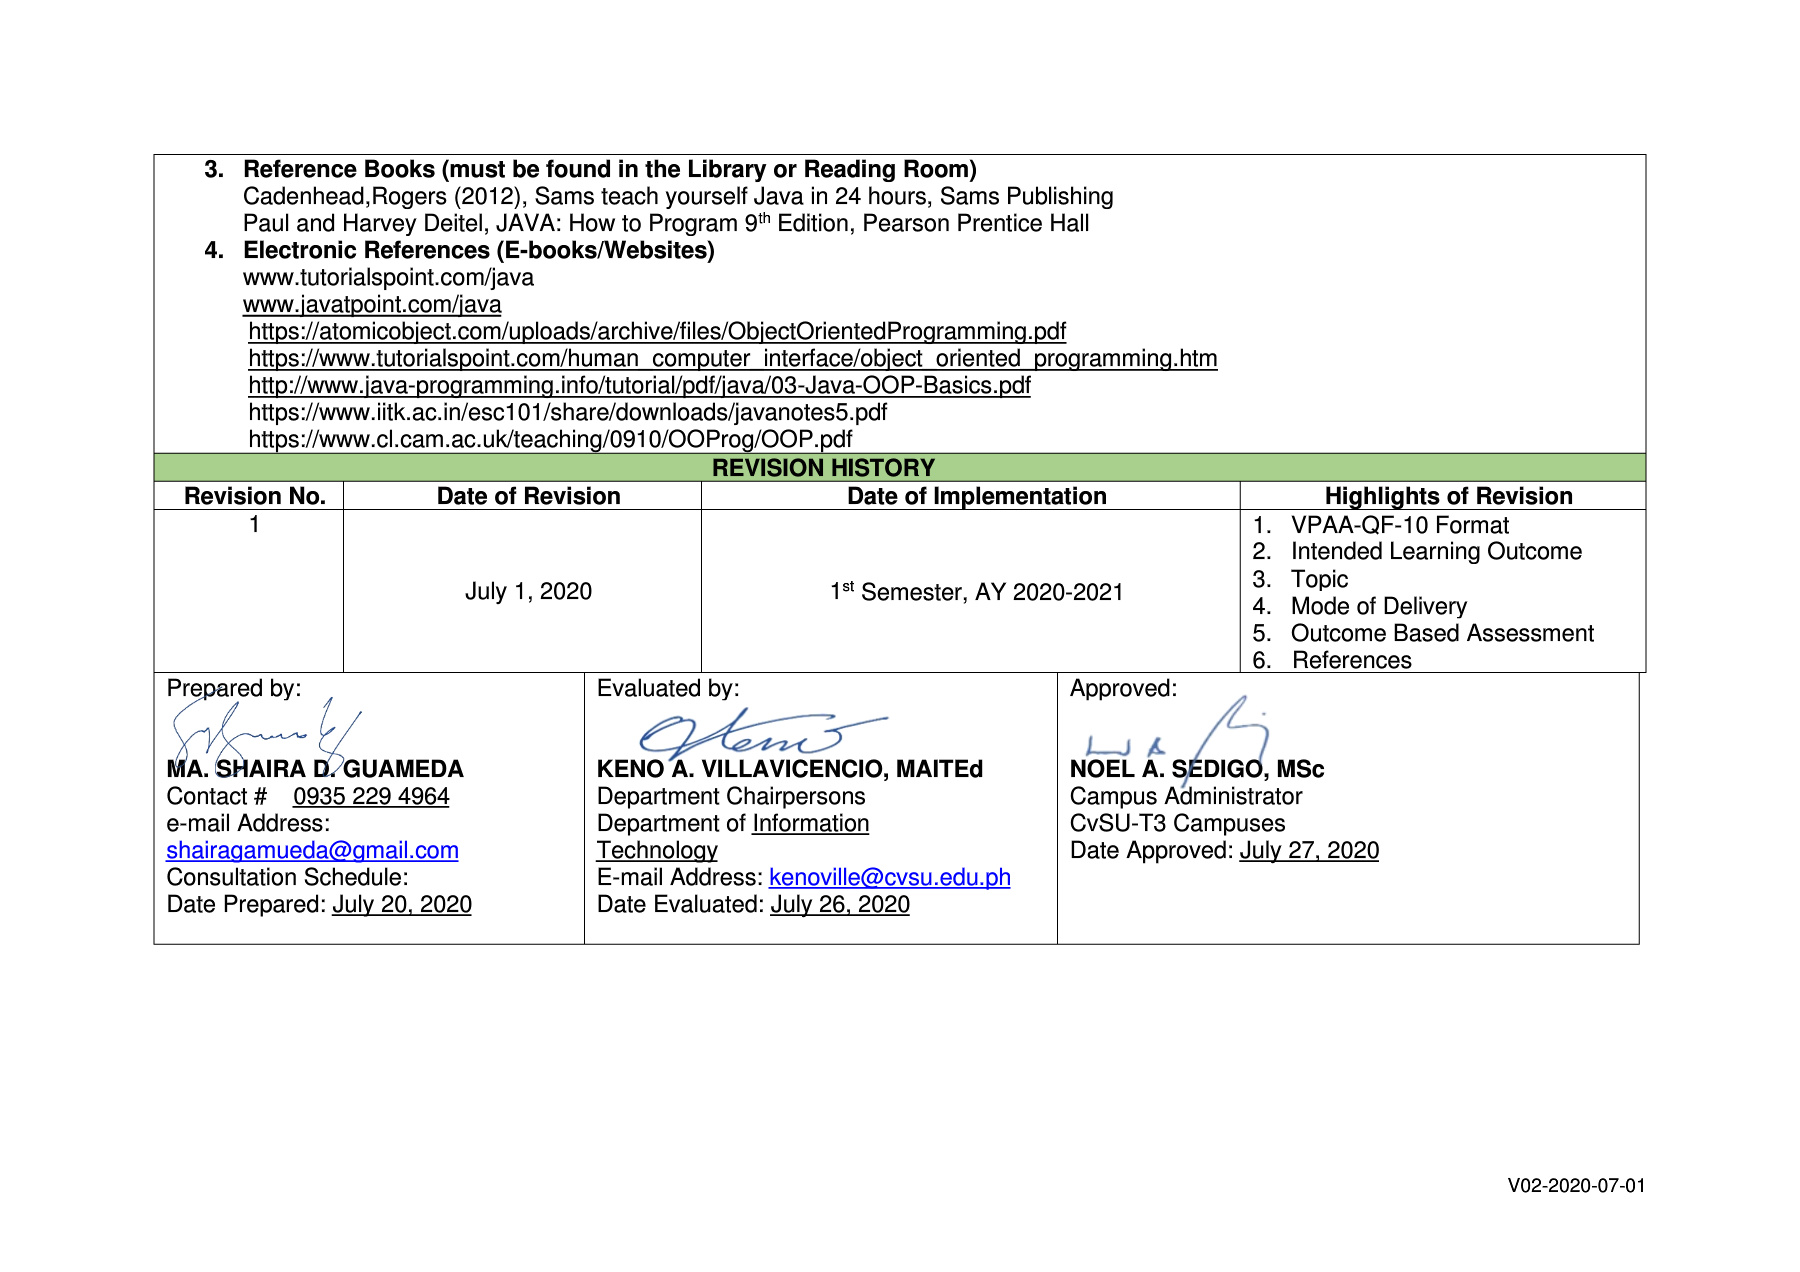 3. Reference Books (must be found in the Library or Reading Room)
Cadenhead,Rogers (2012), Sams teach yourself Java in 24 hours, Sams Publishing
Paul and Harvey Deitel, JAVA: How to Program 9th Edition, Pearson Prentice Hall
4. Electronic References (E-books/Websites)
www.tutorialspoint.com/java
www.javatpoint.com/java
https://atomicobject.com/uploads/archive/files/ObjectOrientedProgramming.pdf
https://www.tutorialspoint.com/human_computer_interface/object_oriented_programming.htm
http://www.java-programming.info/tutorial/pdf/java/03-Java-OOP-Basics.pdf
https://www.iitk.ac.in/esc101/share/downloads/javanotes5.pdf
https://www.cl.cam.ac.uk/teaching/0910/OOProg/OOP.pdf
REVISION HISTORY
Revision No. Date of Revision Date of Implementation Highlights of Revision
1
July 1, 2020
1st Semester, AY 2020-2021
1. VPAA-QF-10 Format
2. Intended Learning Outcome
3. Topic
4. Mode of Delivery
5. Outcome Based Assessment
6. References
Prepared by:
MA. SHAIRA D. GUAMEDA
Contact # 0935 229 4964
e-mail Address:
shairagamueda@gmail.com
Consultation Schedule:
Date Prepared: July 20, 2020
Evaluated by:
KENO A. VILLAVICENCIO, MAITEd
Department Chairpersons
Department of Information
Technology
E-mail Address: kenoville@cvsu.edu.ph
Date Evaluated: July 26, 2020
Approved:
NOEL A. SEDIGO, MSc
Campus Administrator
CvSU-T3 Campuses
Date Approved: July 27, 2020
V02-2020-07-01